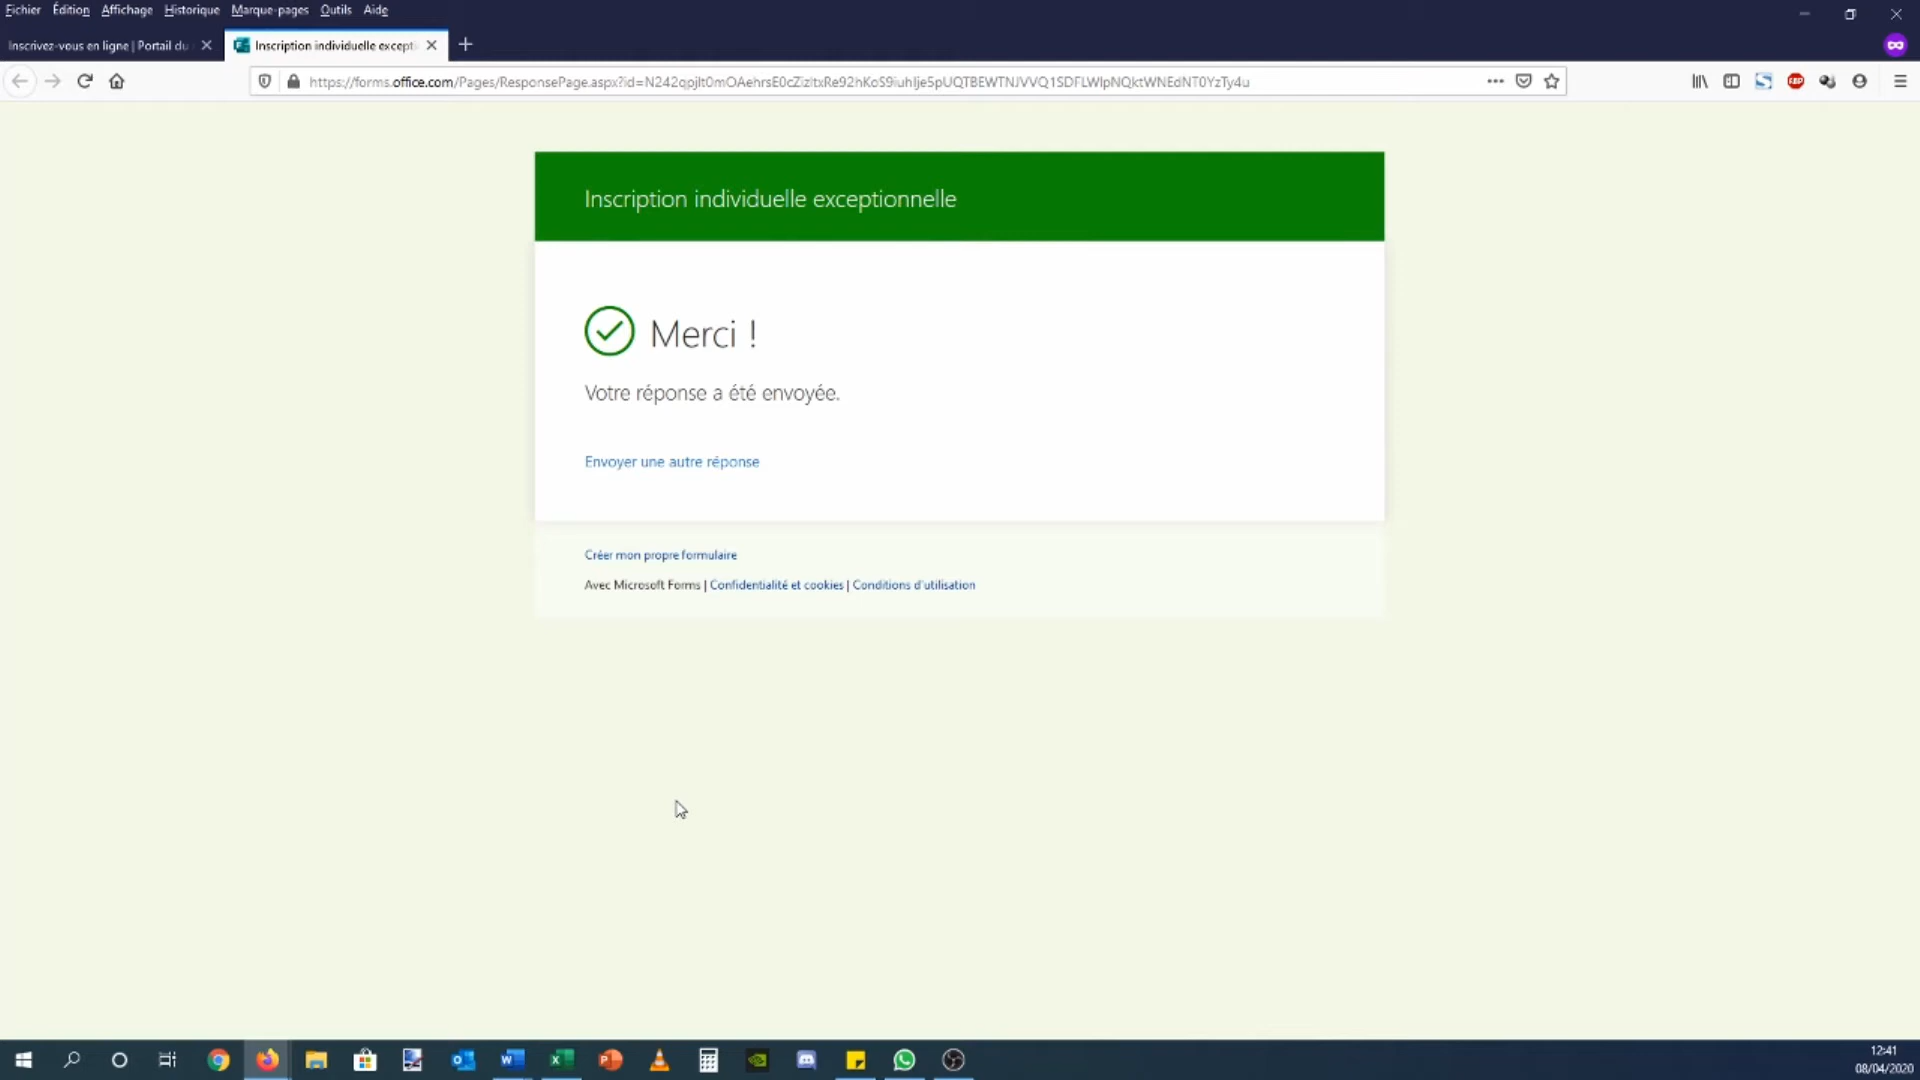 Fichier Édition Affichage Historique Marque-pages Outils Aide
Inscrivez-vous en ligne | Portail du
Inscription individuelle except
https://forms.office.com/Pages/ResponsePage.aspx?id=
Inscription individuelle exceptionnelle
Merci !
Votre réponse a été envoyée.
Envoyer une autre réponse
Créer mon propre formulaire
Avec Microsoft Forms | Confidentialité et cookies | Conditions d'utilisation
12:41
08/04/2020